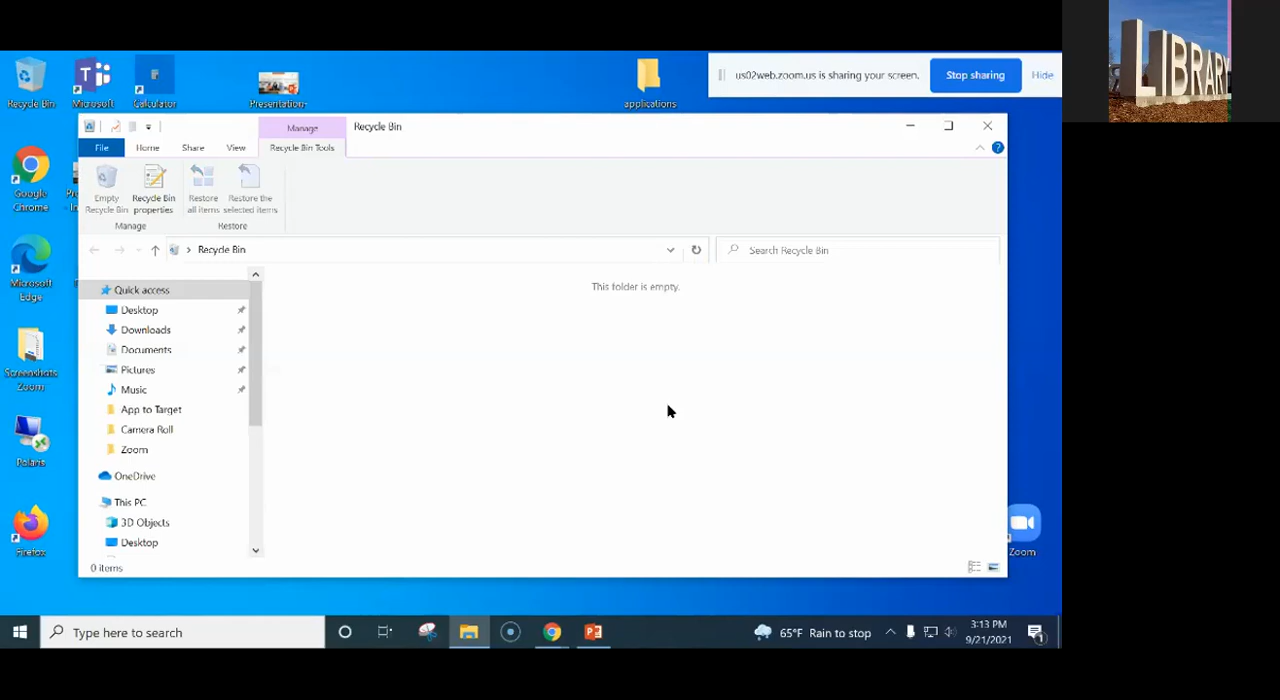 LIBRARY
us02web.zoom.us is sharing your screen.
Stop sharing
Hide
Recycle Bin
Microsoft
Calculator
Presentation-
applications
Manage
Recycle Bin
File
Home
Share
View
Recycle Bin Tools
Empty
Recycle Bin
Recycle Bin
properties
Restore
all items
Restore the
selected items
Manage
Restore
Recycle Bin
Search Recycle Bin
This folder is empty.
Quick access
Desktop
Downloads
Documents
Pictures
Music
App to Target
Camera Roll
Zoom
OneDrive
This PC
3D Objects
Desktop
0 items
Google
Chrome
Microsoft
Edge
Screenshots
Zoom
Polaris
Firefox
Zoom
Type here to search
65°F Rain to stop
3:13 PM
9/21/2021
1